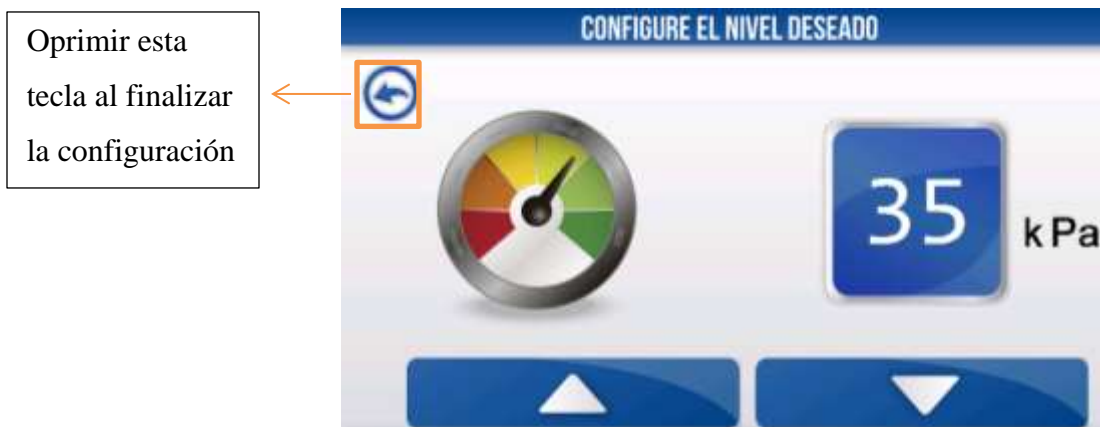 CONFIGURE EL NIVEL DESEADO
Oprimir esta
tecla al finalizar
la configuración
35
kPa